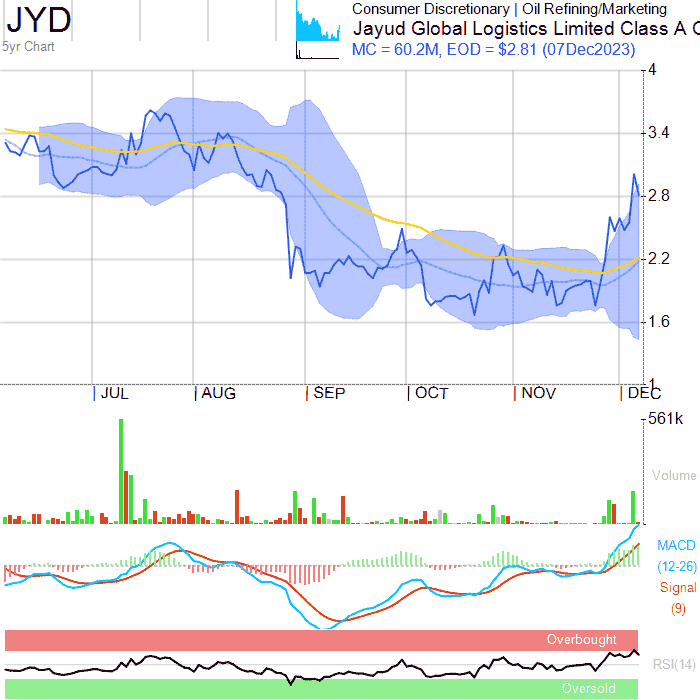 JYD
5yr Chart
Consumer Discretionary | Oil Refining/Marketing
Jayud Global Logistics Limited Class A O
MC = 60.2M, EOD = $2.81 (07Dec2023)
4
3.4
2.8
2.2
1.6
1
JUL AUG SEP OCT NOV DEC
561k
Volume
MACD
(12-26)
Signal
(9)
Overbought
RSI(14)
Oversold